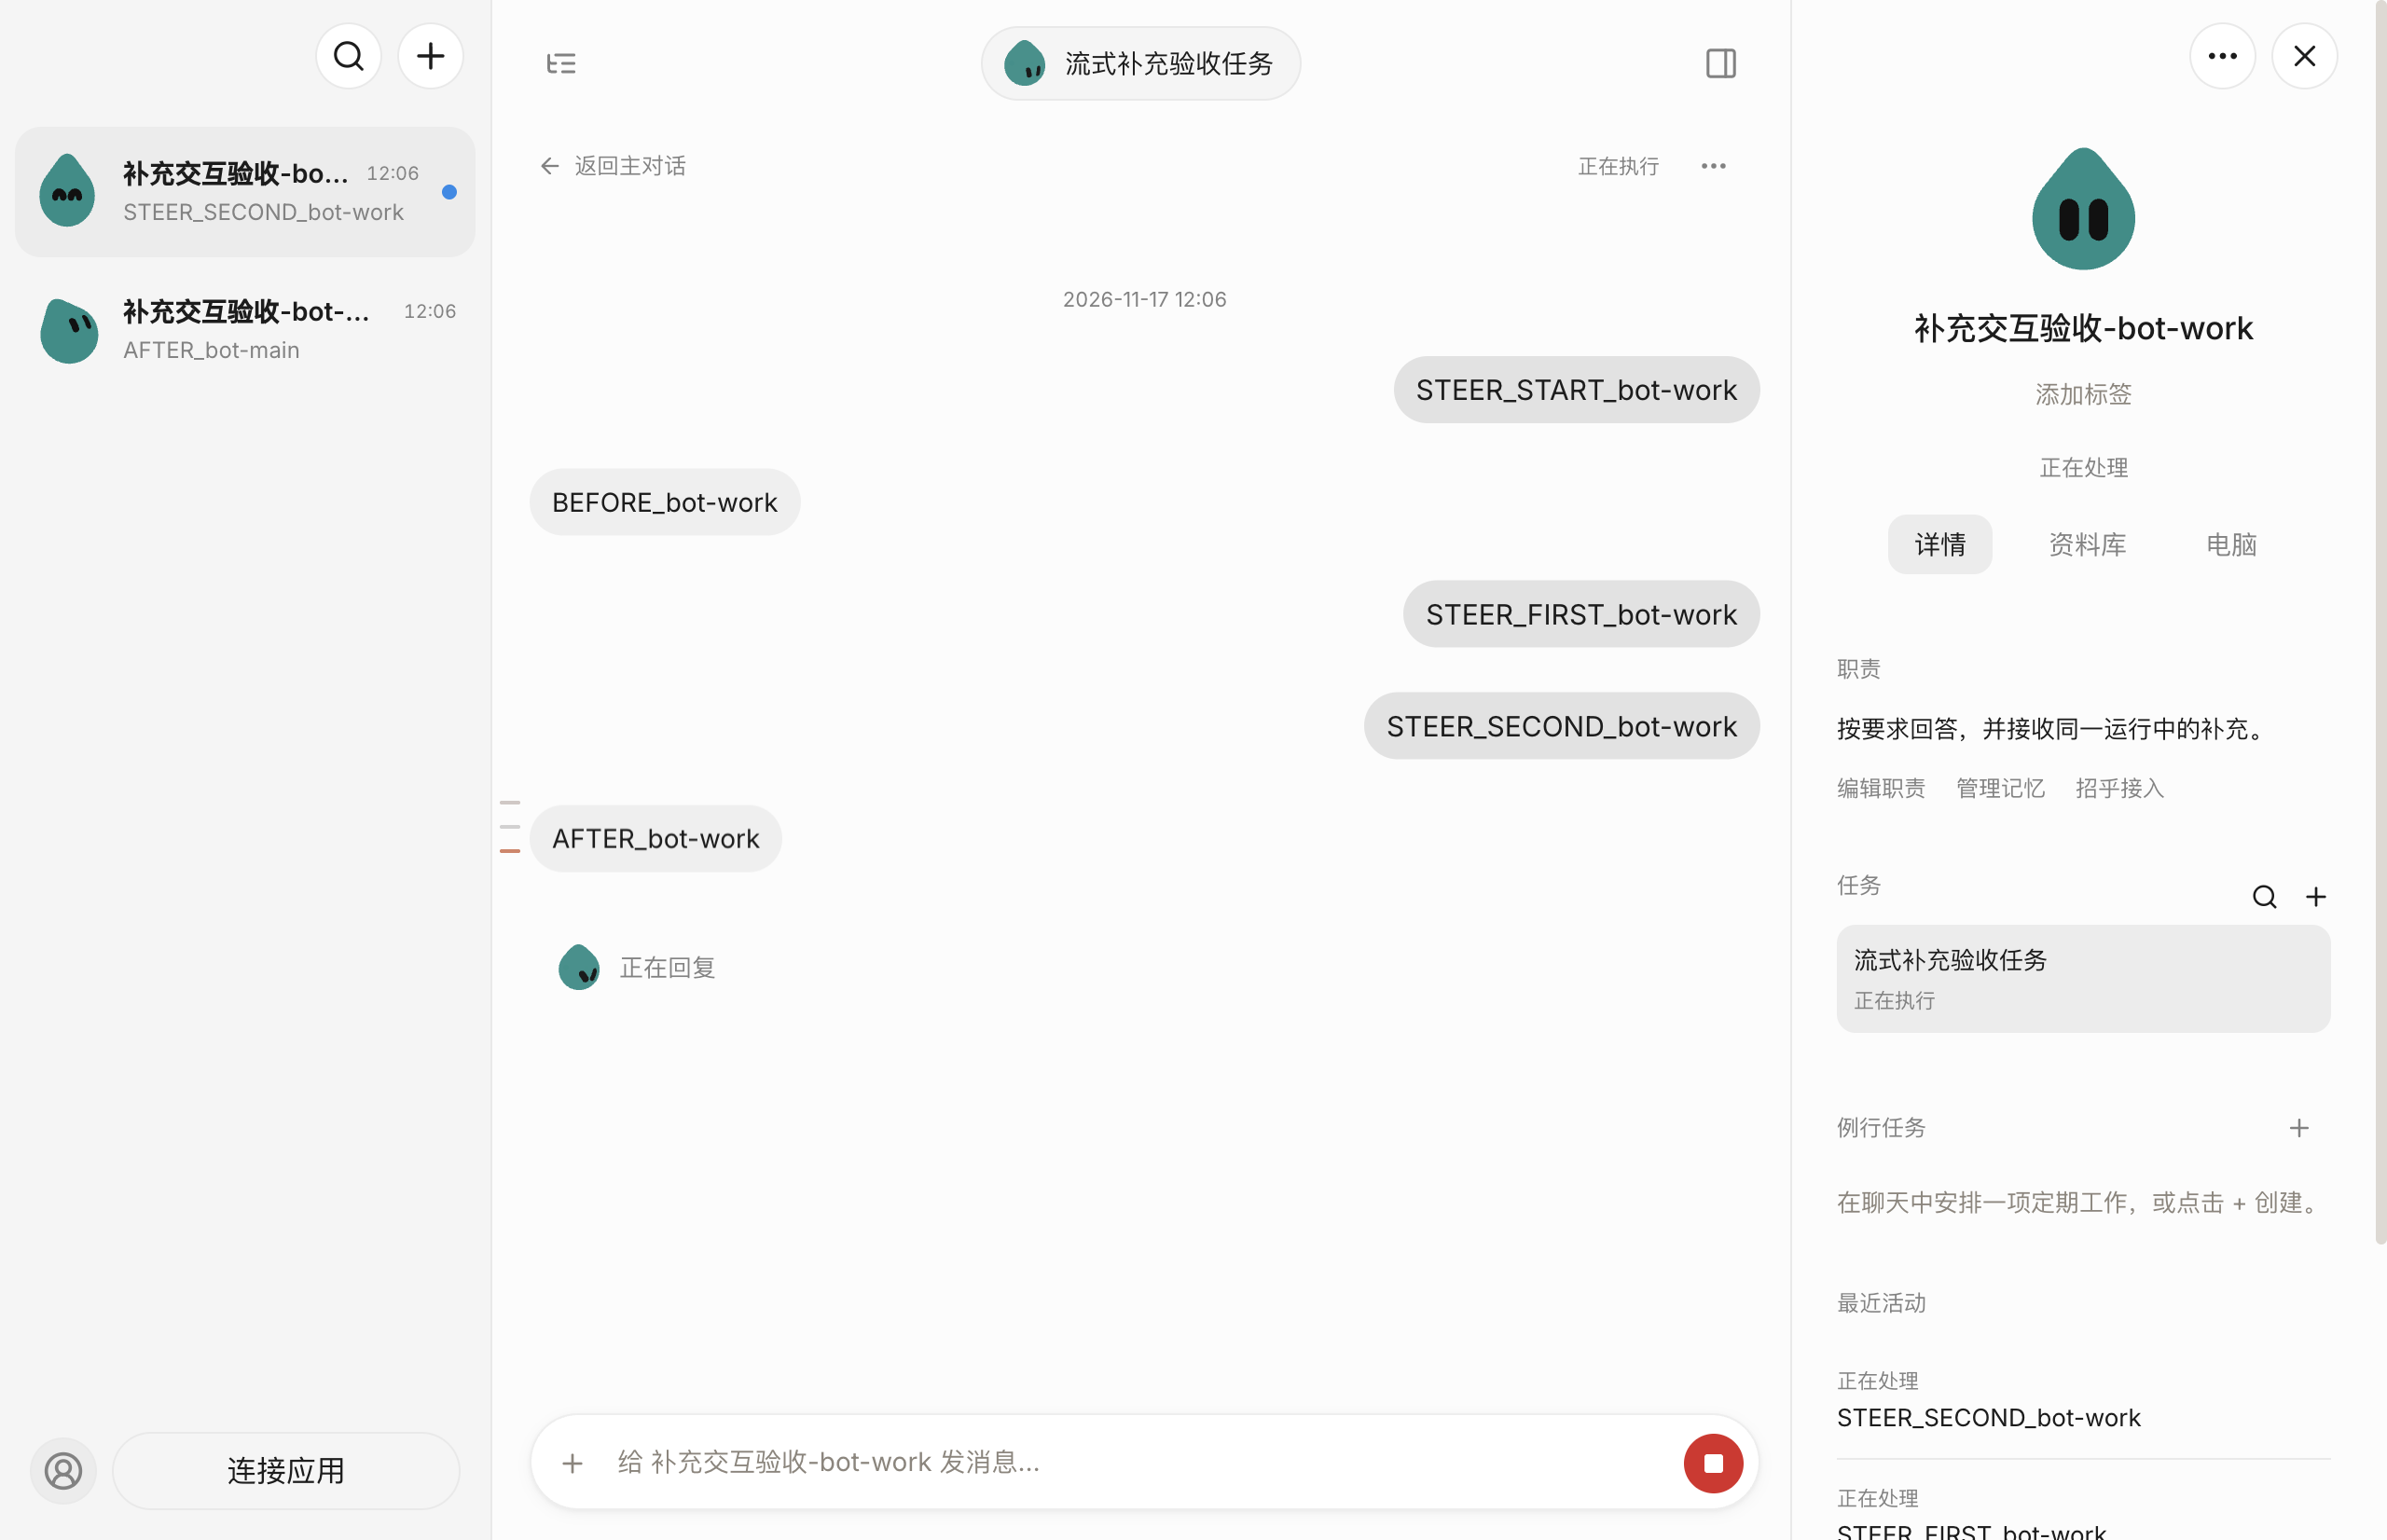 补充交互验收-bo... 12:06
STEER_SECOND_bot-work
补充交互验收-bot-... 12:06
AFTER_bot-main
连接应用
流式补充验收任务
返回主对话
正在执行
2026-11-17 12:06
STEER_START_bot-work
BEFORE_bot-work
STEER_FIRST_bot-work
STEER_SECOND_bot-work
AFTER_bot-work
正在回复
给 补充交互验收-bot-work 发消息...
补充交互验收-bot-work
添加标签
正在处理
详情 资料库 电脑
职责
按要求回答，并接收同一运行中的补充。
编辑职责 管理记忆 招乎接入
任务
流式补充验收任务
正在执行
例行任务
在聊天中安排一项定期工作，或点击 + 创建。
最近活动
正在处理
STEER_SECOND_bot-work
正在处理
STEER_FIRST_bot-work